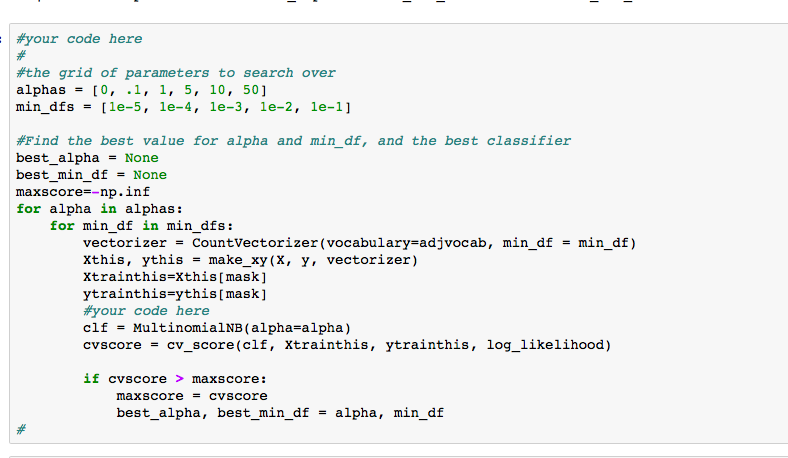 #your code here
#
#the grid of parameters to search over
alphas = [0, .1, 1, 5, 10, 50]
min_dfs = [1e-5, 1e-4, 1e-3, 1e-2, 1e-1]
#Find the best value for alpha and min_df, and the best classifier
best_alpha = None
best_min_df = None
maxscore=-np.inf
for alpha in alphas:
    for min_df in min_dfs:
        vectorizer = CountVectorizer(vocabulary=adjvocab, min_df = min_df)
        Xthis, ythis = make_xy(X, y, vectorizer)
        Xtrainthis=Xthis[mask]
        ytrainthis=ythis[mask]
        #your code here
        clf = MultinomialNB(alpha=alpha)
        cvscore = cv_score(clf, Xtrainthis, ytrainthis, log_likelihood)
        if cvscore > maxscore:
            maxscore = cvscore
            best_alpha, best_min_df = alpha, min_df
#